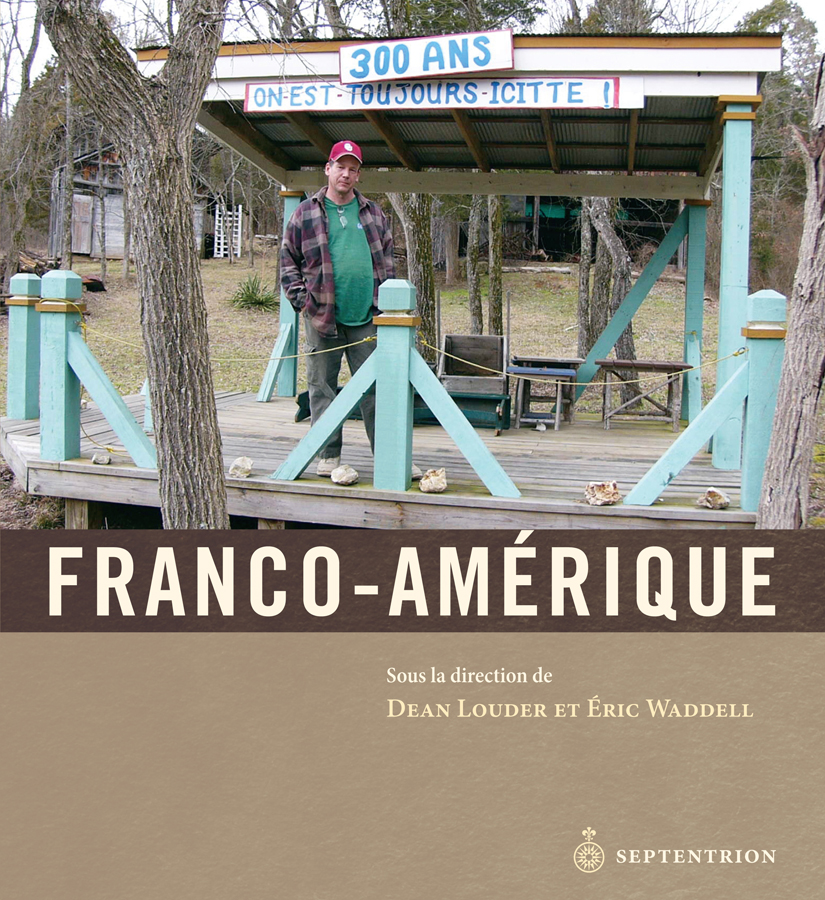 300 ANS
ON-EST-TOUJOURS-ICITTE !
FRANCO-AMÉRIQUE
Sous la direction de
DEAN LOUDER ET ÉRIC WADDELL
SEPTENTRION